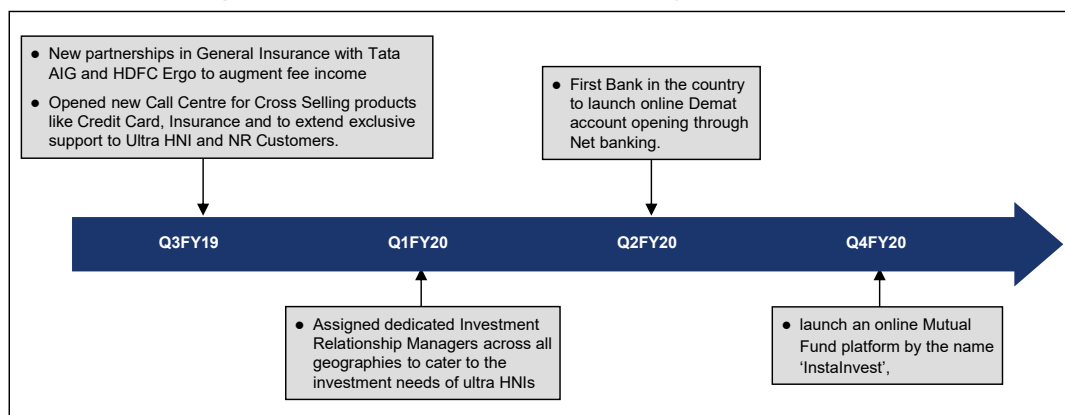 ● New partnerships in General Insurance with Tata
AIG and HDFC Ergo to augment fee income
● Opened new Call Centre for Cross Selling products
like Credit Card, Insurance and to extend exclusive
support to Ultra HNI and NR Customers.
● First Bank in the country
to launch online Demat
account opening through
Net banking.
Q3FY19 Q1FY20 Q2FY20 Q4FY20
● Assigned dedicated Investment
Relationship Managers across all
geographies to cater to the
investment needs of ultra HNIs
● launch an online Mutual
Fund platform by the name
‘InstaInvest’,